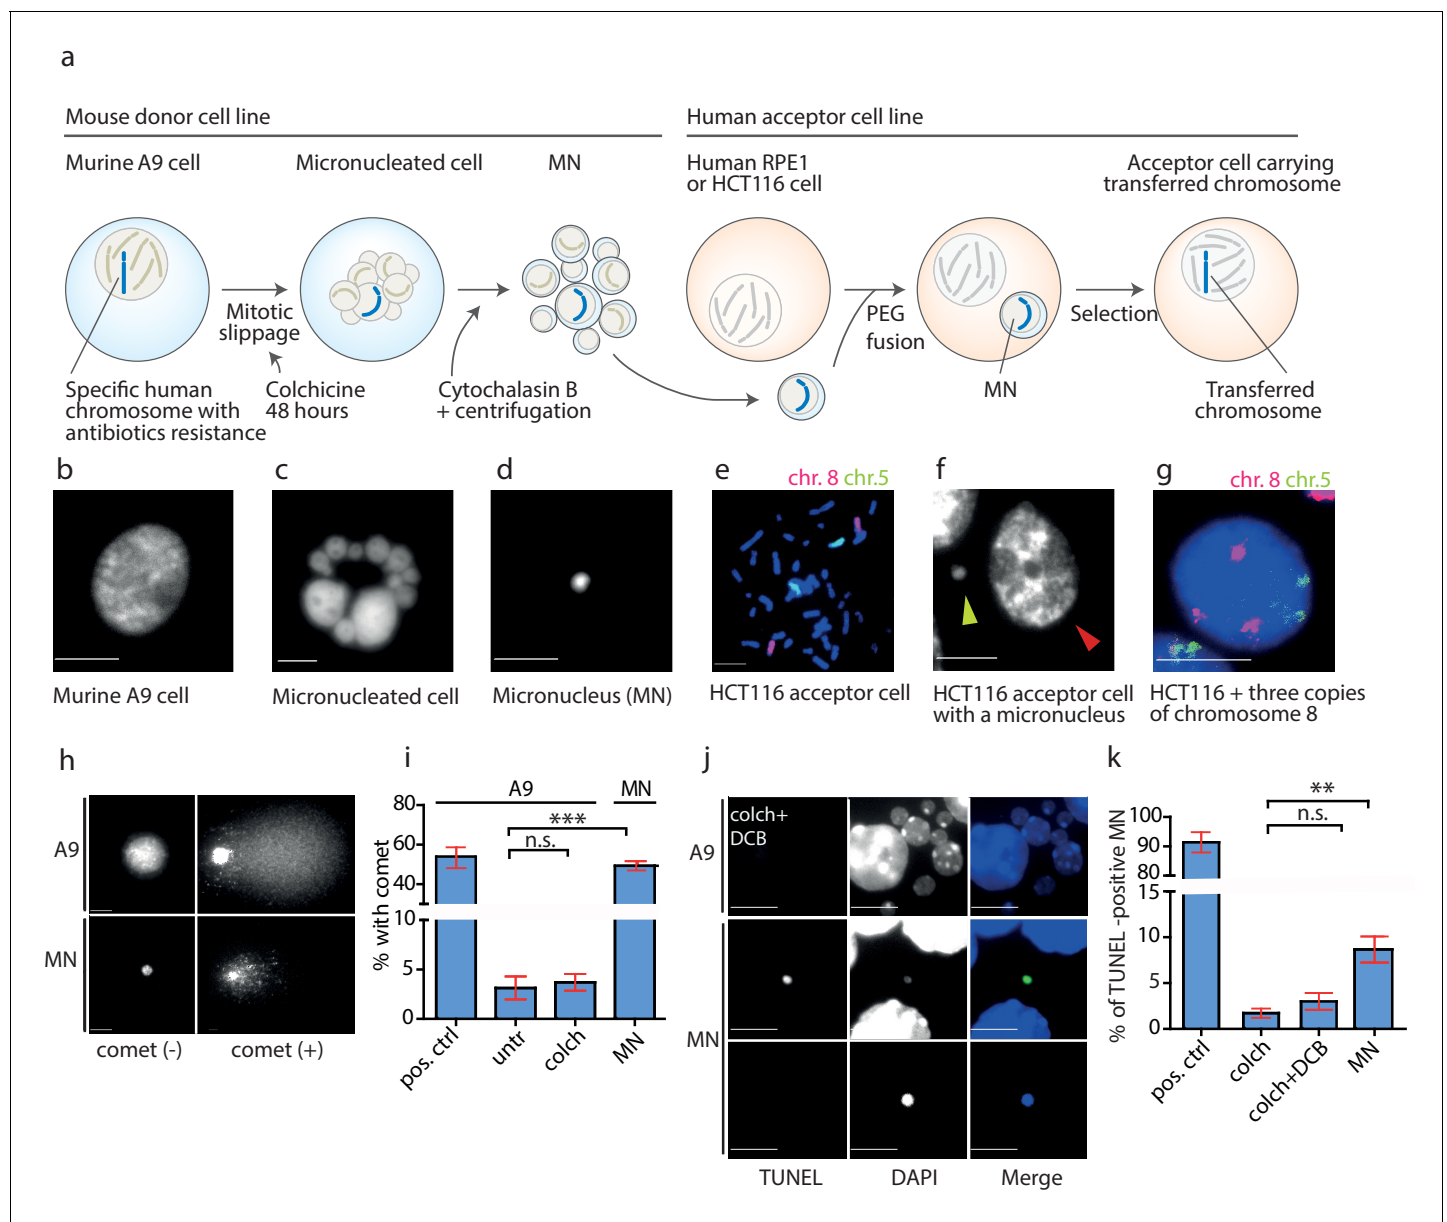 a
Mouse donor cell line
Human acceptor cell line
Murine A9 cell
Micronucleated cell
MN
Human RPE1
or HCT116 cell
Acceptor cell carrying
transferred chromosome
Mitotic
slippage
PEG
fusion
Selection
Specific human
chromosome with
antibiotics resistance
Colchicine
48 hours
Cytochalasin B
+ centrifugation
MN
Transferred
chromosome
b
c
d
e
f
g
chr. 8 chr.5
chr. 8 chr.5
Murine A9 cell
Micronucleated cell
Micronucleus (MN)
HCT116 acceptor cell
HCT116 acceptor cell
with a micronucleus
HCT116 + three copies
of chromosome 8
h
A9
MN
comet (-)
comet (+)
i
A9
MN
***
n.s.
% with comet
80
60
40
10
5
0
pos. ctrl
untr
colch
MN
j
A9
colch+
DCB
MN
TUNEL
DAPI
Merge
k
**
n.s.
% of TUNEL -positive MN
100
90
80
15
10
5
0
pos. ctrl
colch
colch+DCB
MN